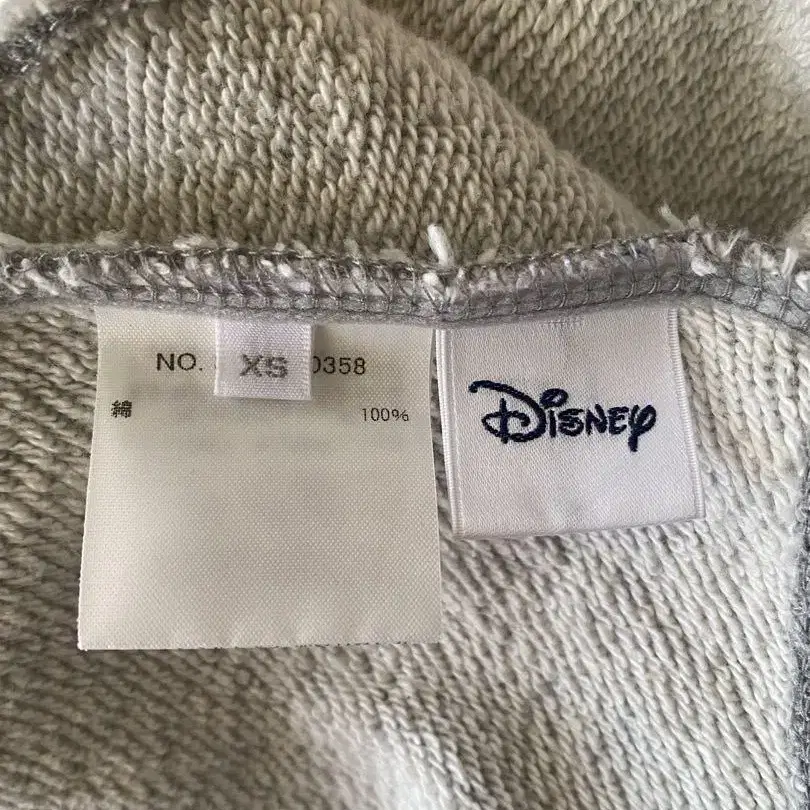 NO.
XS
0358
綿 100%
Disney